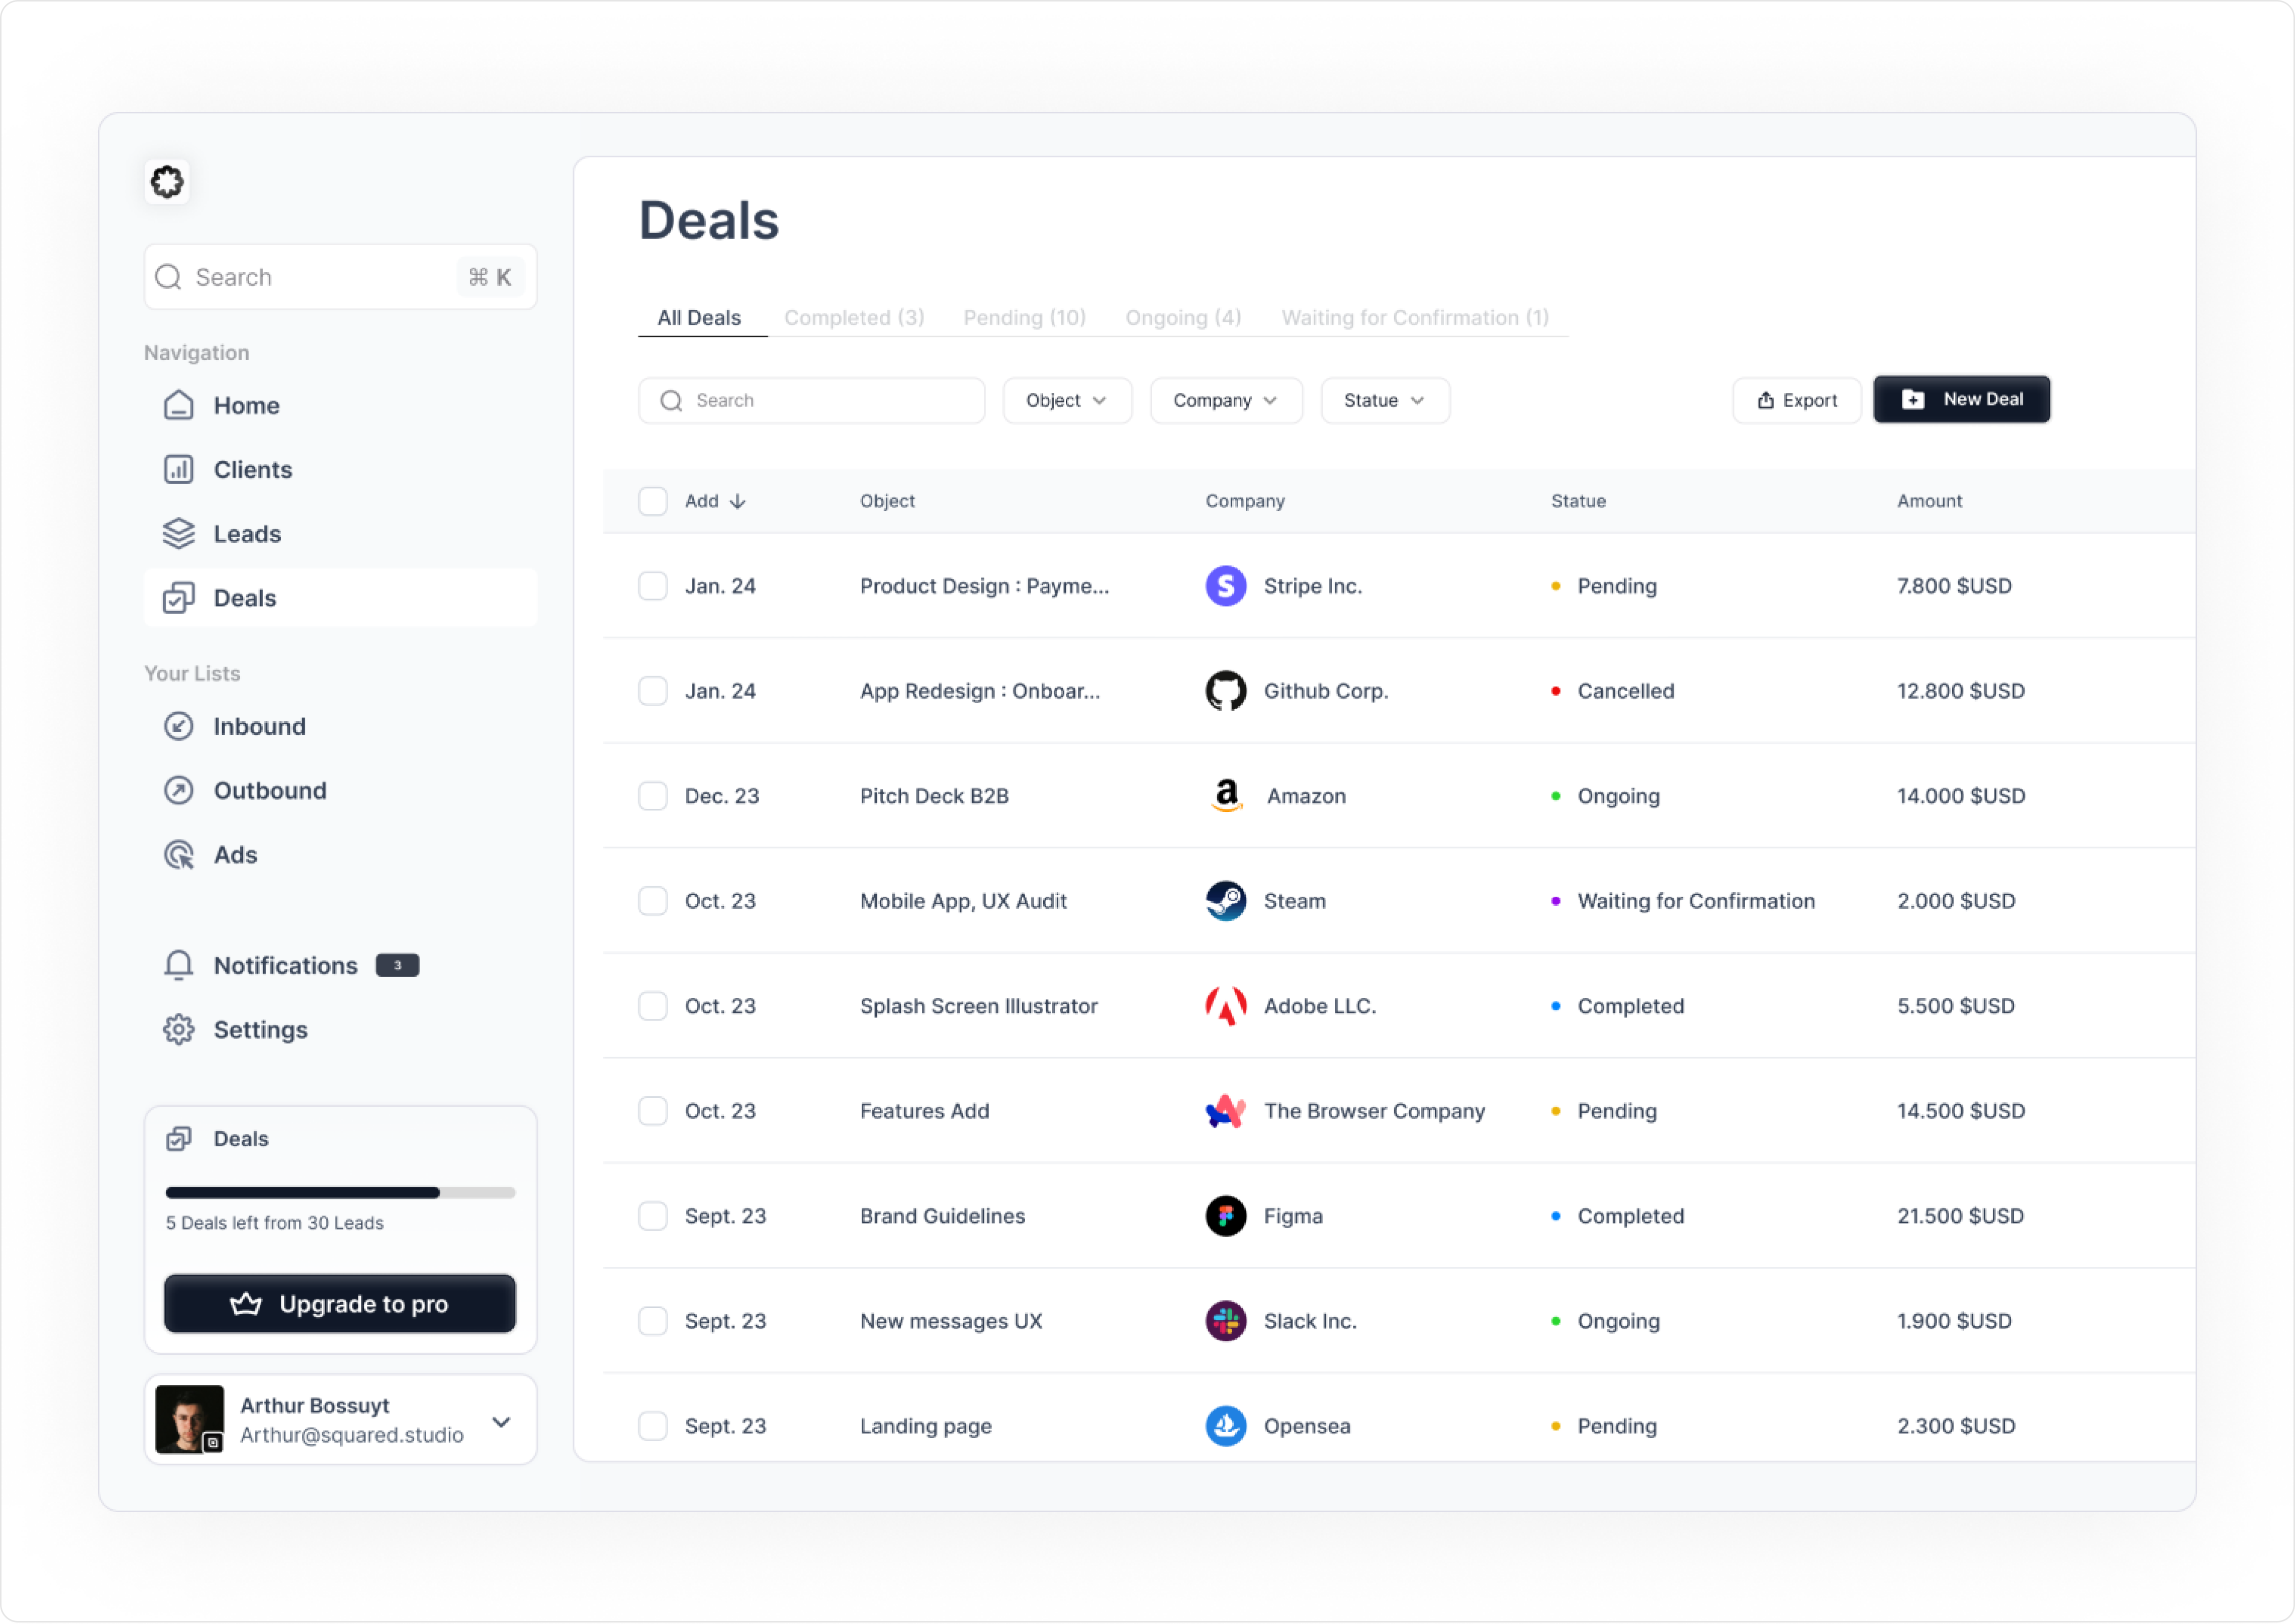 Search ⌘ K
Navigation
Home
Clients
Leads
Deals
Your Lists
Inbound
Outbound
Ads
Notifications 3
Settings
Deals
5 Deals left from 30 Leads
Upgrade to pro
Arthur Bossuyt
Arthur@squared.studio
Deals
All Deals Completed (3) Pending (10) Ongoing (4) Waiting for Confirmation (1)
Search Object Company Statue Export New Deal
Add Object Company Statue Amount
Jan. 24 Product Design : Payme... Stripe Inc. Pending 7.800 $USD
Jan. 24 App Redesign : Onboar... Github Corp. Cancelled 12.800 $USD
Dec. 23 Pitch Deck B2B Amazon Ongoing 14.000 $USD
Oct. 23 Mobile App, UX Audit Steam Waiting for Confirmation 2.000 $USD
Oct. 23 Splash Screen Illustrator Adobe LLC. Completed 5.500 $USD
Oct. 23 Features Add The Browser Company Pending 14.500 $USD
Sept. 23 Brand Guidelines Figma Completed 21.500 $USD
Sept. 23 New messages UX Slack Inc. Ongoing 1.900 $USD
Sept. 23 Landing page Opensea Pending 2.300 $USD